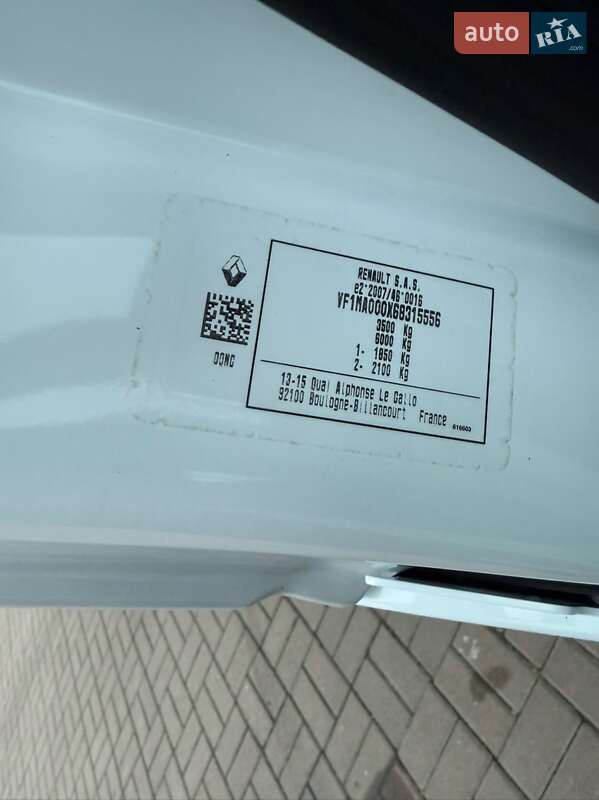 auto RIA .com
RENAULT S.A.S.
e2*2007/46*0016
VF1MA000X68315556
3500 Kg
6000 Kg
1- 1850 Kg
2- 2100 Kg
13-15 Quai Alphonse Le Gallo
92100 Boulogne-Billancourt France
616603